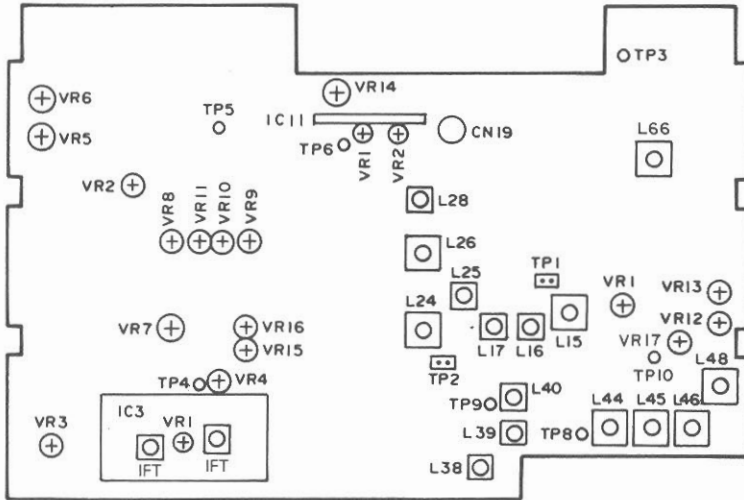 TP3
VR6
VR14
TP5
IC11
VR5
CN19
TP6
VR1
VR2
L66
VR2
L28
VR8
VR11
VR10
VR9
L26
TP1
L25
VR1
VR13
L24
L15
VR12
VR7
VR16
L17
L16
VR17
VR15
TP2
TP10
L48
TP4
VR4
L40
TP9
L44
L45
L46
IC3
VR3
VR1
L39
TP8
IFT
IFT
L38